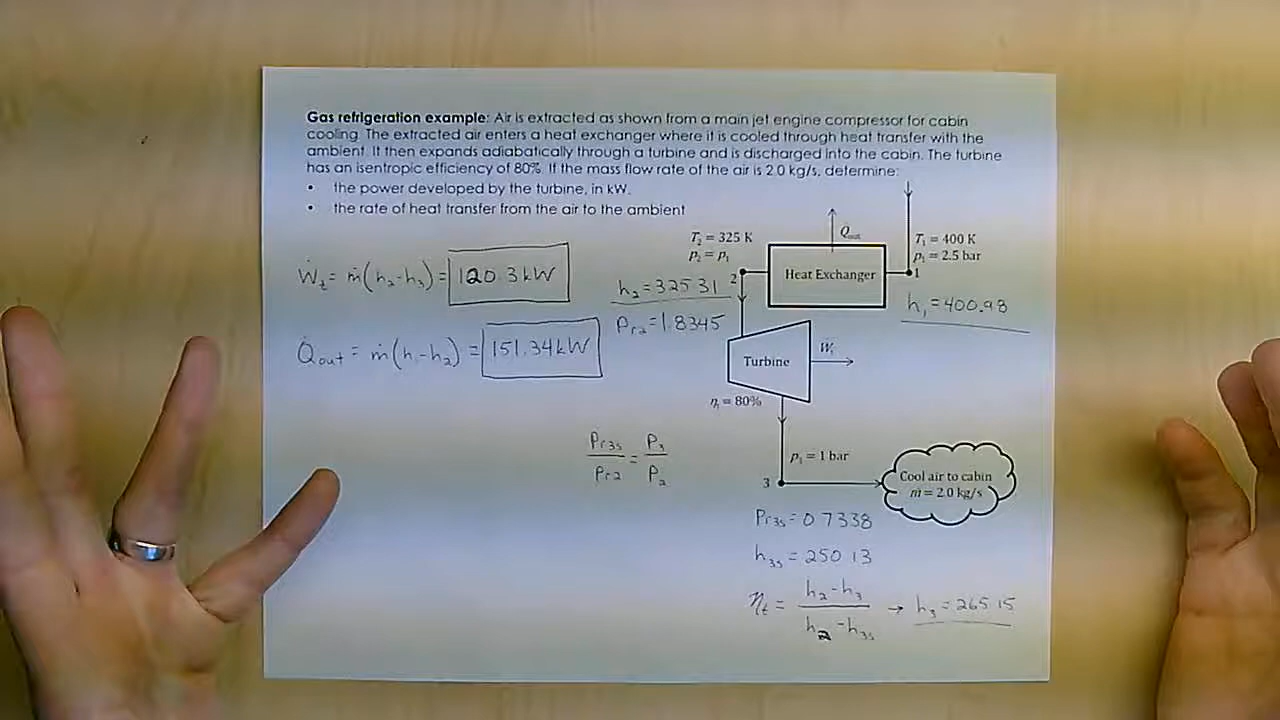 Gas refrigeration example: Air is extracted as shown from a main jet engine compressor for cabin
cooling. The extracted air enters a heat exchanger where it is cooled through heat transfer with the
ambient. It then expands adiabatically through a turbine and is discharged into the cabin. The turbine
has an isentropic efficiency of 80%. If the mass flow rate of the air is 2.0 kg/s, determine:
• the power developed by the turbine, in kW.
• the rate of heat transfer from the air to the ambient
Q̇out
T₂ = 325 K
p₂ = p₁
T₁ = 400 K
p₁ = 2.5 bar
Heat Exchanger
2
1
Ẇt = ṁ(h₂-h₃) = 120.3kW
h₂=325 31
h₁=400.98
Pr2=1.8345
Q̇out = ṁ(h₁-h₂) = 151.34kW
Turbine
Ẇt
ηt = 80%
Pr3s/Pr2 = P₃/P₂
p₃ = 1 bar
3
Cool air to cabin
ṁ = 2.0 kg/s
Pr3s=0 7338
h3s = 250 13
ηt = (h₂-h₃)/(h₂-h3s) → h₃=265 15